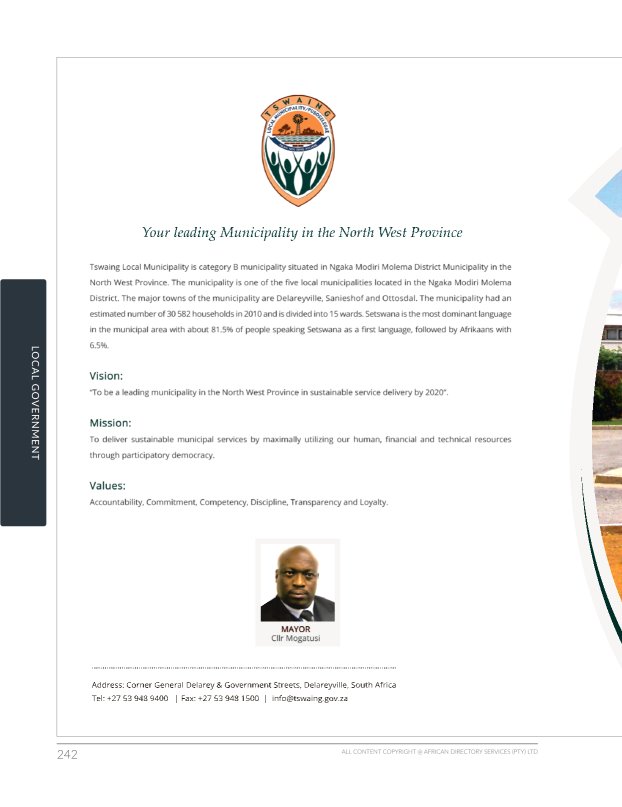 TSWAING
LOCAL MUNICIPALITY/PUSOSELEGAE
Your leading Municipality in the North West Province
Tswaing Local Municipality is category B municipality situated in Ngaka Modiri Molema District Municipality in the
North West Province. The municipality is one of the five local municipalities located in the Ngaka Modiri Molema
District. The major towns of the municipality are Delareyville, Sanieshof and Ottosdal. The municipality had an
estimated number of 30 582 households in 2010 and is divided into 15 wards. Setswana is the most dominant language
in the municipal area with about 81.5% of people speaking Setswana as a first language, followed by Afrikaans with
6.5%.
Vision:
“To be a leading municipality in the North West Province in sustainable service delivery by 2020”.
Mission:
To deliver sustainable municipal services by maximally utilizing our human, financial and technical resources
through participatory democracy.
Values:
Accountability, Commitment, Competency, Discipline, Transparency and Loyalty.
LOCAL GOVERNMENT
MAYOR
Cllr Mogatusi
Address: Corner General Delarey & Government Streets, Delareyville, South Africa
Tel: +27 53 948 9400 | Fax: +27 53 948 1500 | info@tswaing.gov.za
242
ALL CONTENT COPYRIGHT @ AFRICAN DIRECTORY SERVICES (PTY) LTD